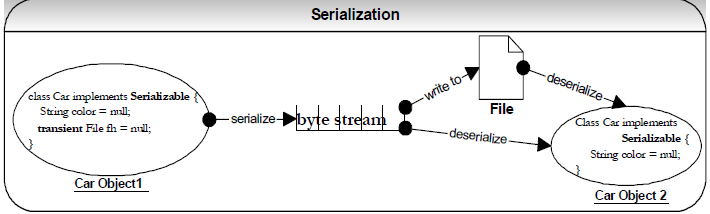 Serialization
class Car implements Serializable {
String color = null;
transient File fh = null;
}
Car Object1
serialize
byte stream
write to
File
deserialize
deserialize
Class Car implements
Serializable {
String color = null;
}
Car Object 2